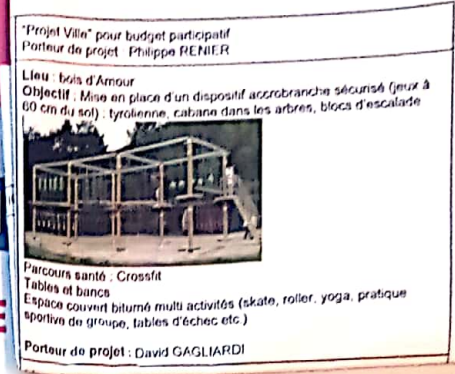 "Projet Ville" pour budget participatif
Porteur de projet Philippe RENIER
Lieu : bois d'Amour
Objectif : Mise en place d'un dispositif accrobranche sécurisé (jeux à
60 cm du sol) : tyrolienne, cabane dans les arbres, blocs d'escalade
Parcours santé : Crossfit
Tables et bancs
Espace couvert bitumé multi activités (skate, roller, yoga, pratique
sportive de groupe, tables d'échec etc.)
Porteur de projet : David GAGLIARDI